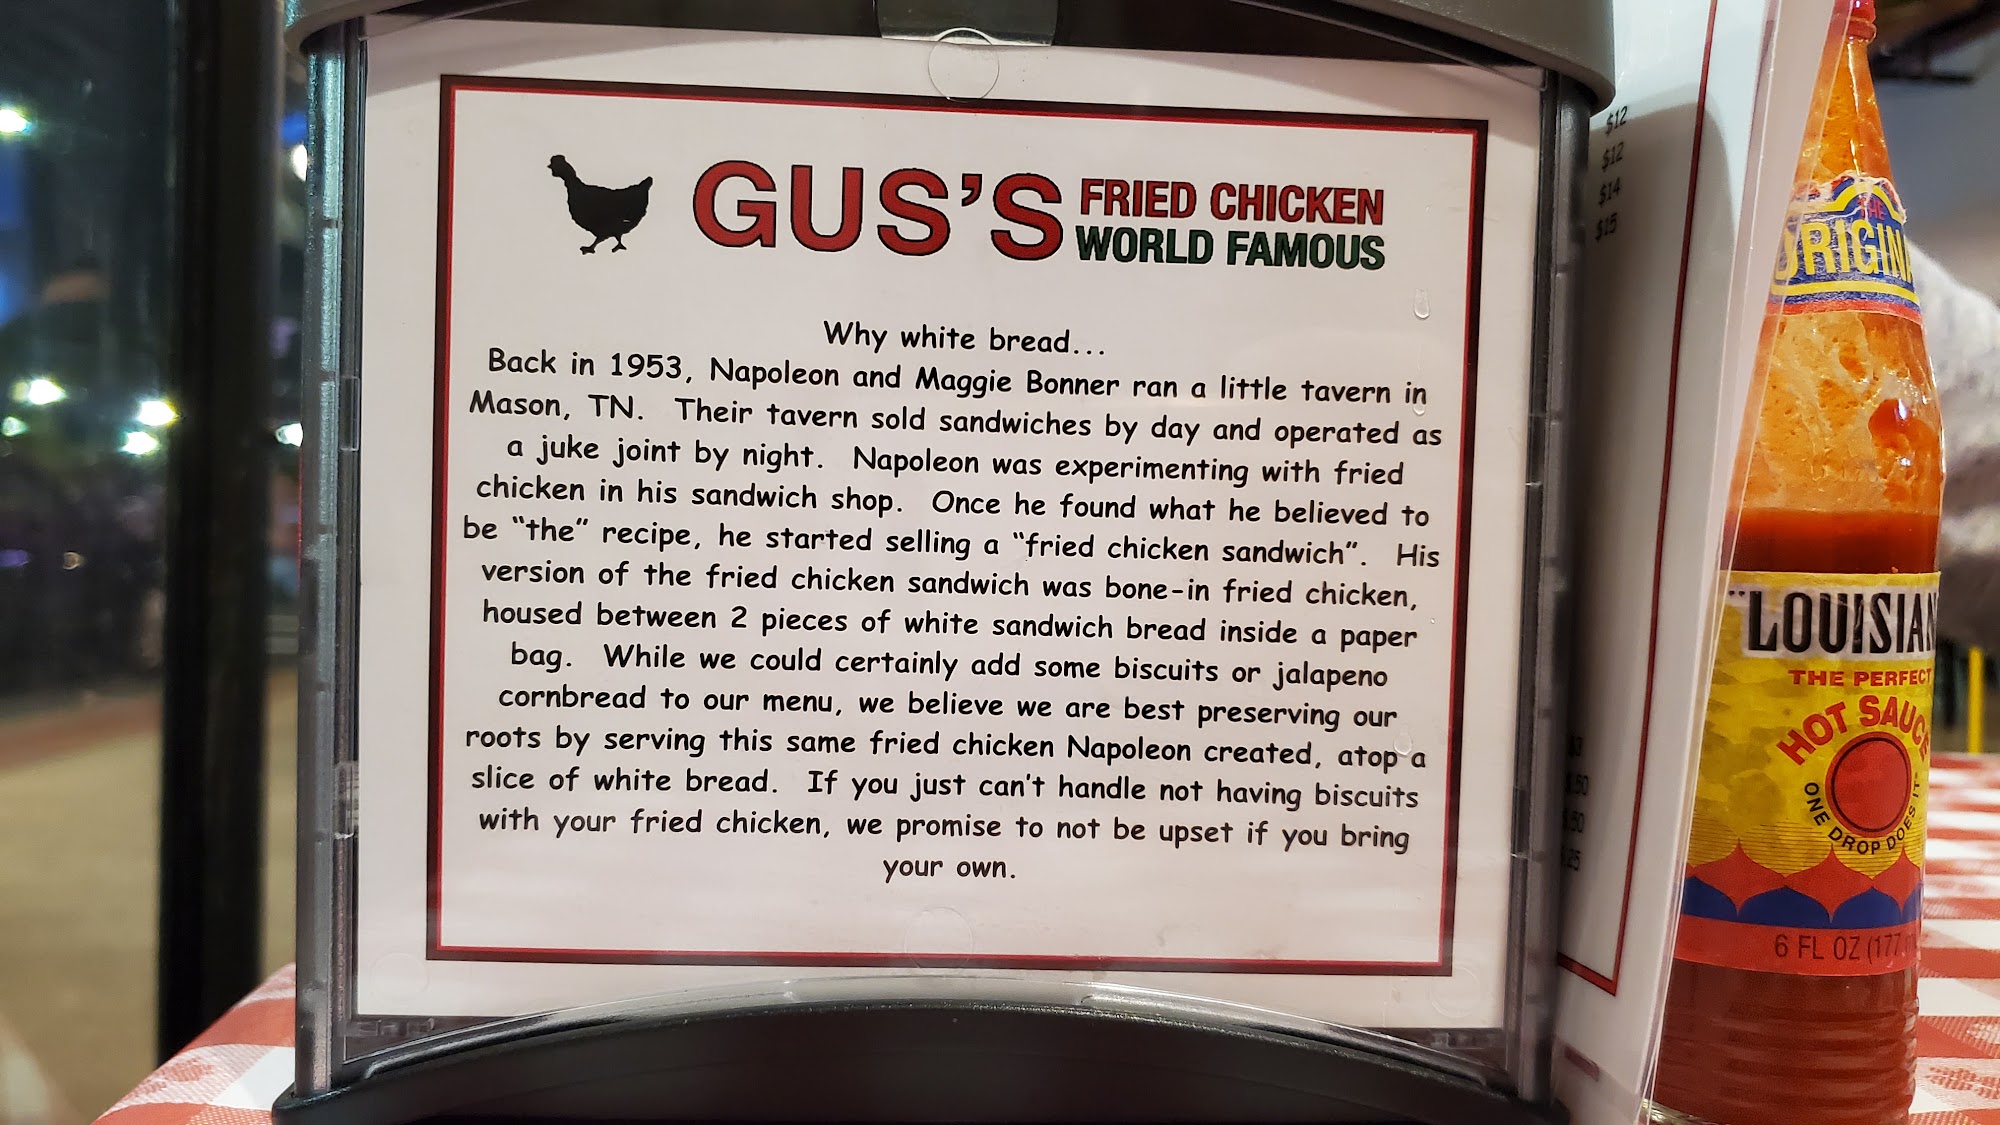 GUS'S FRIED CHICKEN
WORLD FAMOUS
Why white bread...
Back in 1953, Napoleon and Maggie Bonner ran a little tavern in
Mason, TN. Their tavern sold sandwiches by day and operated as
a juke joint by night. Napoleon was experimenting with fried
chicken in his sandwich shop. Once he found what he believed to
be "the" recipe, he started selling a "fried chicken sandwich". His
version of the fried chicken sandwich was bone-in fried chicken,
housed between 2 pieces of white sandwich bread inside a paper
bag. While we could certainly add some biscuits or jalapeno
cornbread to our menu, we believe we are best preserving our
roots by serving this same fried chicken Napoleon created, atop a
slice of white bread. If you just can't handle not having biscuits
with your fried chicken, we promise to not be upset if you bring
your own.
$12
$12
$14
$15
THE
"LOUISIAN
THE PERFECT
HOT SAUCE
ONE DROP DOES IT"
6 FL OZ (177